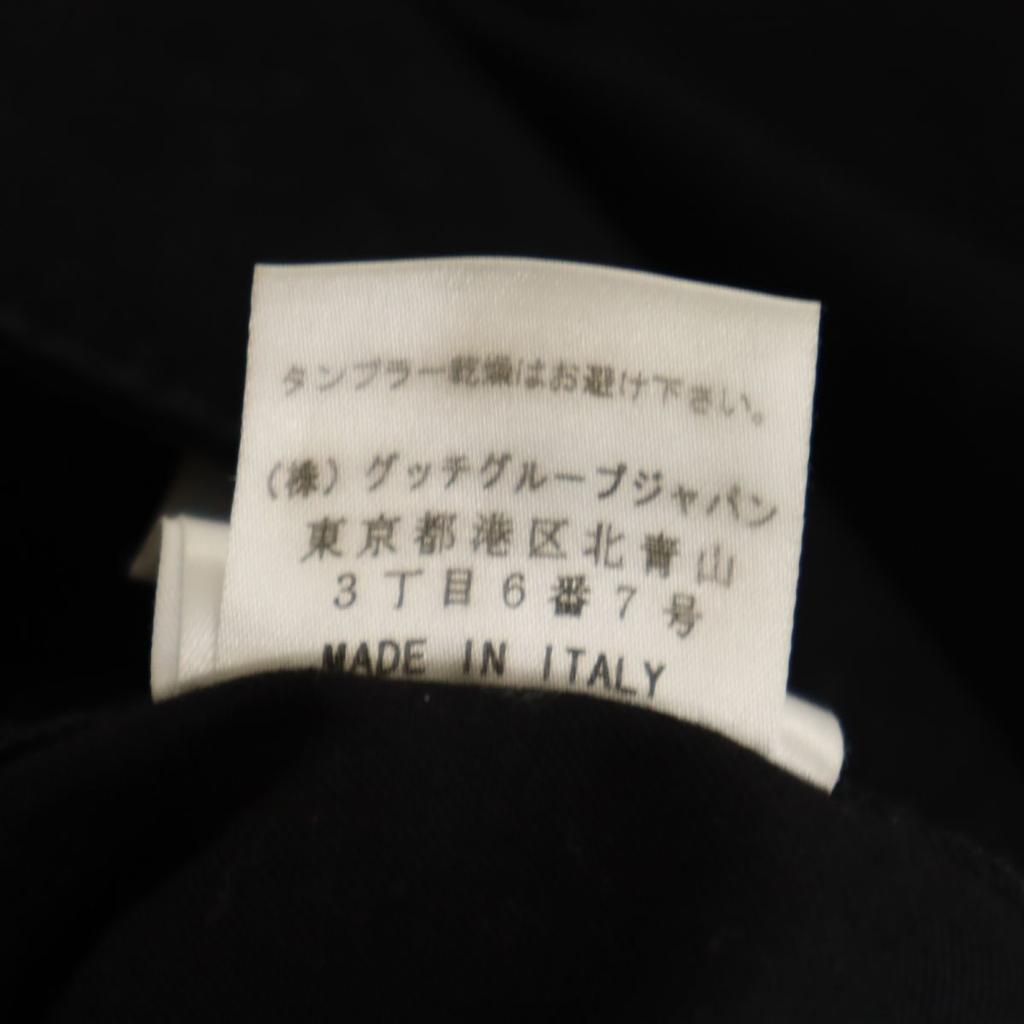 タンブラー乾燥はお避け下さい。
(株) グッチグループジャパン
東京都港区北青山
3丁目6番7号
MADE IN ITALY